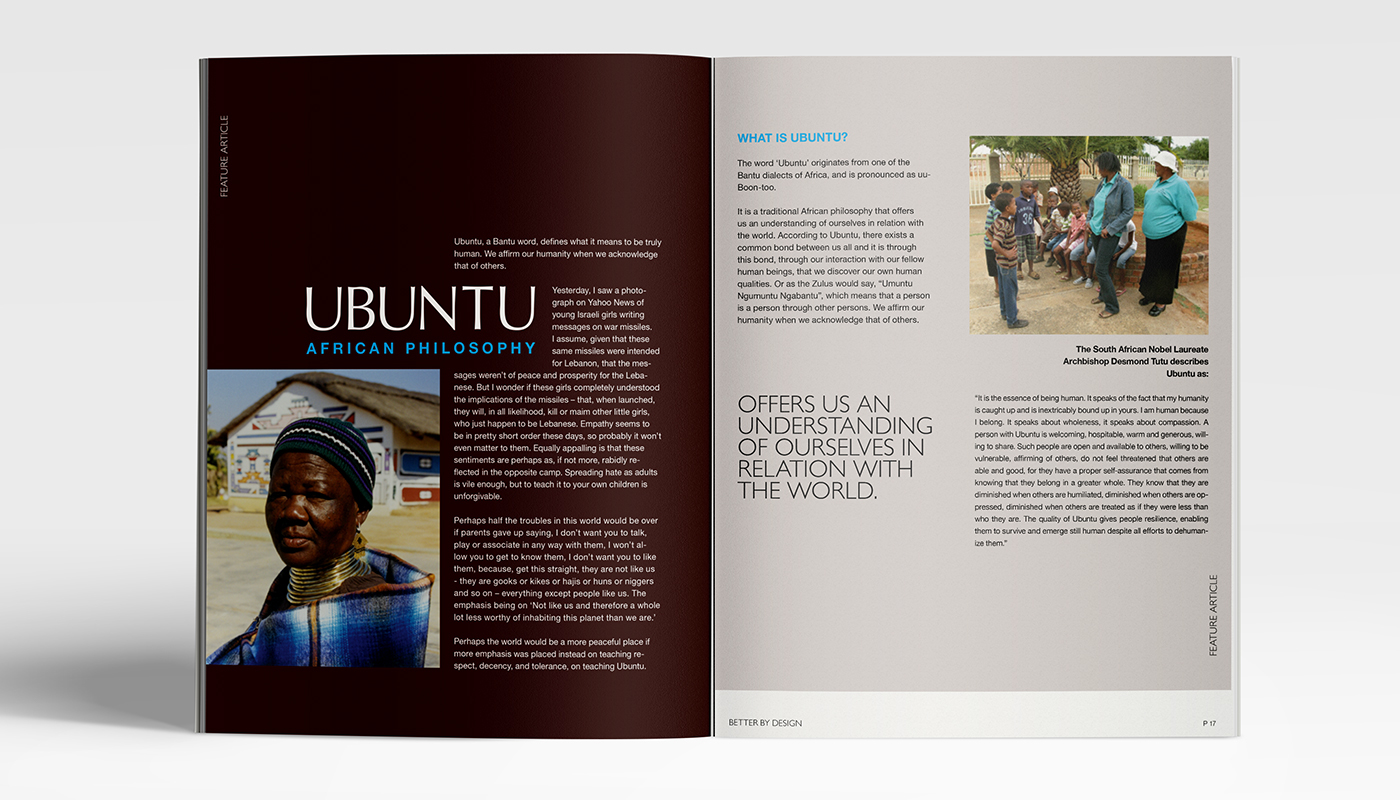 FEATURE ARTICLE
Ubuntu, a Bantu word, defines what it means to be truly
human. We affirm our humanity when we acknowledge
that of others.
UBUNTU
AFRICAN PHILOSOPHY
Yesterday, I saw a photo-
graph on Yahoo News of
young Israeli girls writing
messages on war missiles.
I assume, given that these
same missiles were intended
for Lebanon, that the mes-
sages weren't of peace and prosperity for the Leba-
nese. But I wonder if these girls completely understood
the implications of the missiles – that, when launched,
they will, in all likelihood, kill or maim other little girls,
who just happen to be Lebanese. Empathy seems to
be in pretty short order these days, so probably it won't
even matter to them. Equally appalling is that these
sentiments are perhaps as, if not more, rabidly re-
flected in the opposite camp. Spreading hate as adults
is vile enough, but to teach it to your own children is
unforgivable.
Perhaps half the troubles in this world would be over
if parents gave up saying, I don't want you to talk,
play or associate in any way with them, I won't al-
low you to get to know them, I don't want you to like
them, because, get this straight, they are not like us
- they are gooks or kikes or hajis or huns or niggers
and so on – everything except people like us. The
emphasis being on 'Not like us and therefore a whole
lot less worthy of inhabiting this planet than we are.'
Perhaps the world would be a more peaceful place if
more emphasis was placed instead on teaching re-
spect, decency, and tolerance, on teaching Ubuntu.
WHAT IS UBUNTU?
The word 'Ubuntu' originates from one of the
Bantu dialects of Africa, and is pronounced as uu-
Boon-too.
It is a traditional African philosophy that offers
us an understanding of ourselves in relation with
the world. According to Ubuntu, there exists a
common bond between us all and it is through
this bond, through our interaction with our fellow
human beings, that we discover our own human
qualities. Or as the Zulus would say, "Umuntu
Ngumuntu Ngabantu", which means that a person
is a person through other persons. We affirm our
humanity when we acknowledge that of others.
OFFERS US AN
UNDERSTANDING
OF OURSELVES IN
RELATION WITH
THE WORLD.
36
The South African Nobel Laureate
Archbishop Desmond Tutu describes
Ubuntu as:
"It is the essence of being human. It speaks of the fact that my humanity
is caught up and is inextricably bound up in yours. I am human because
I belong. It speaks about wholeness, it speaks about compassion. A
person with Ubuntu is welcoming, hospitable, warm and generous, will-
ing to share. Such people are open and available to others, willing to be
vulnerable, affirming of others, do not feel threatened that others are
able and good, for they have a proper self-assurance that comes from
knowing that they belong in a greater whole. They know that they are
diminished when others are humiliated, diminished when others are op-
pressed, diminished when others are treated as if they were less than
who they are. The quality of Ubuntu gives people resilience, enabling
them to survive and emerge still human despite all efforts to dehuman-
ize them."
FEATURE ARTICLE
BETTER BY DESIGN
P 17